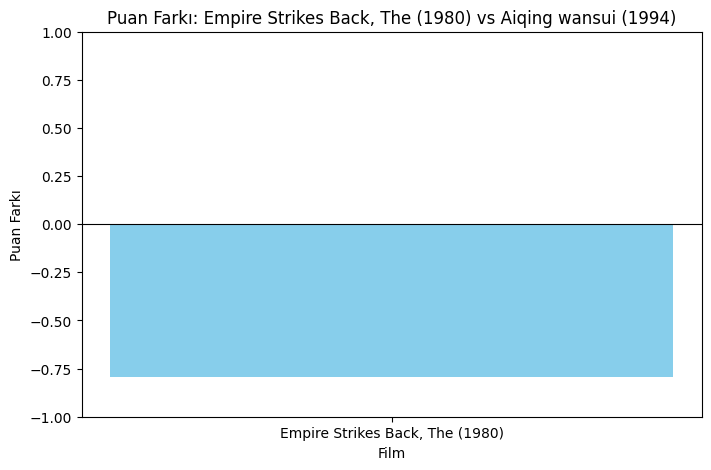 Puan Farkı: Empire Strikes Back, The (1980) vs Aiqing wansui (1994)
1.00
0.75
0.50
0.25
0.00
−0.25
−0.50
−0.75
−1.00
Puan Farkı
Empire Strikes Back, The (1980)
Film